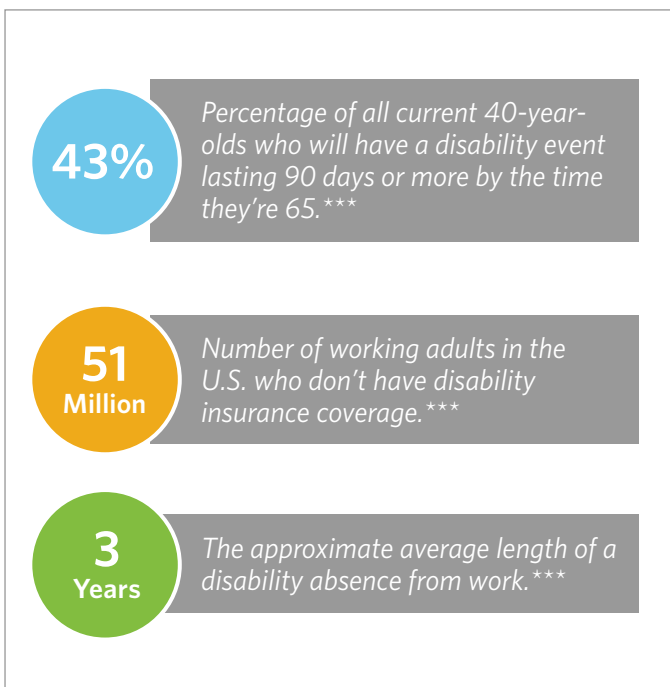 43%
Percentage of all current 40-year-
olds who will have a disability event
lasting 90 days or more by the time
they’re 65.***
51
Million
Number of working adults in the
U.S. who don’t have disability
insurance coverage.***
3
Years
The approximate average length of a
disability absence from work.***